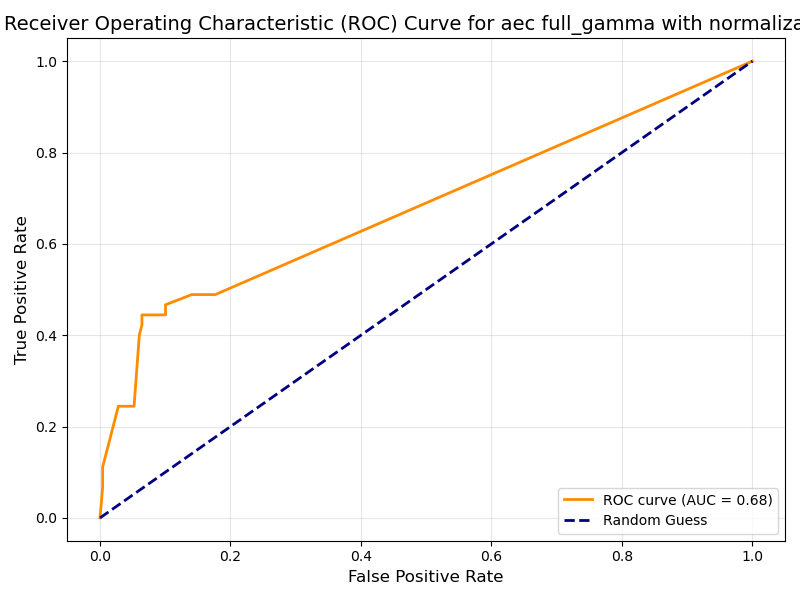 Receiver Operating Characteristic (ROC) Curve for aec full_gamma with
1.0
0.8
0.6
0.4
0.2
0.0
True Positive Rate
0.0 0.2 0.4 0.6 0.8 1.0
False Positive Rate
ROC curve (AUC = 0.68)
Random Guess